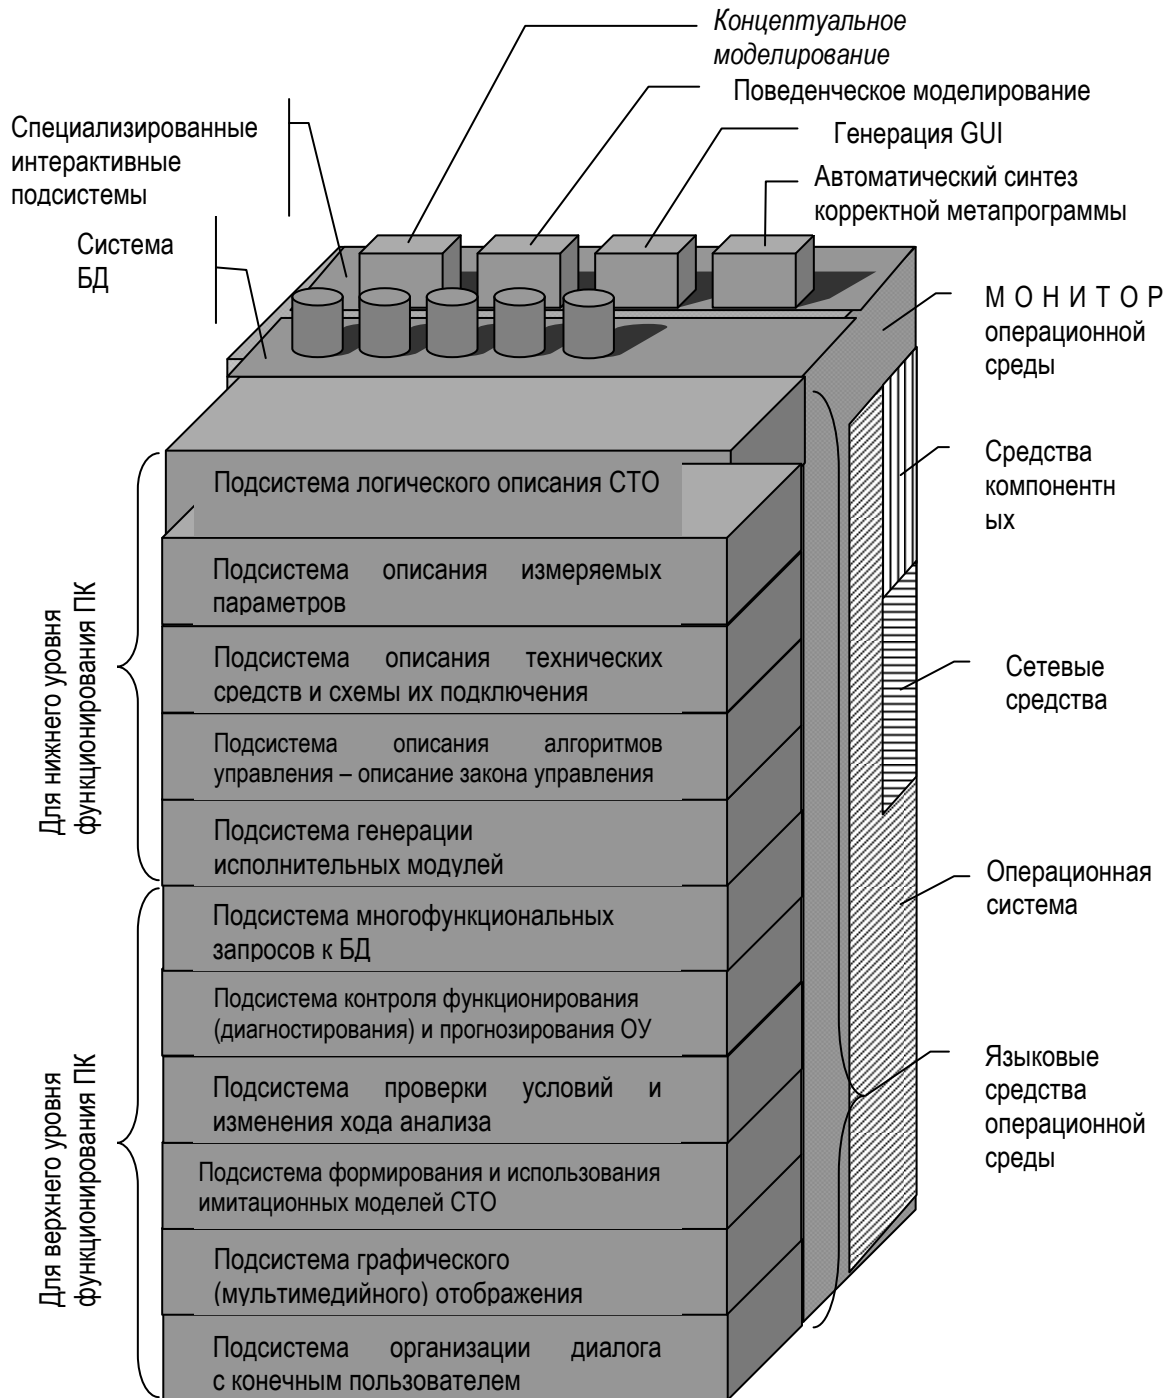 Концептуальное
моделирование
Поведенческое моделирование
Генерация GUI
Автоматический синтез
корректной метапрограммы
Специализированные
интерактивные
подсистемы
Система
БД
М О Н И Т О Р
операционной
среды
Средства
компонентн
ых
Сетевые
средства
Операционная
система
Языковые
средства
операционной
среды
Для нижнего уровня
функционирования ПК
Подсистема логического описания СТО
Подсистема описания измеряемых
параметров
Подсистема описания технических
средств и схемы их подключения
Подсистема описания алгоритмов
управления – описание закона управления
Подсистема генерации
исполнительных модулей
Для верхнего уровня
функционирования ПК
Подсистема многофункциональных
запросов к БД
Подсистема контроля функционирования
(диагностирования) и прогнозирования ОУ
Подсистема проверки условий и
изменения хода анализа
Подсистема формирования и использования
имитационных моделей СТО
Подсистема графического
(мультимедийного) отображения
Подсистема организации диалога
с конечным пользователем